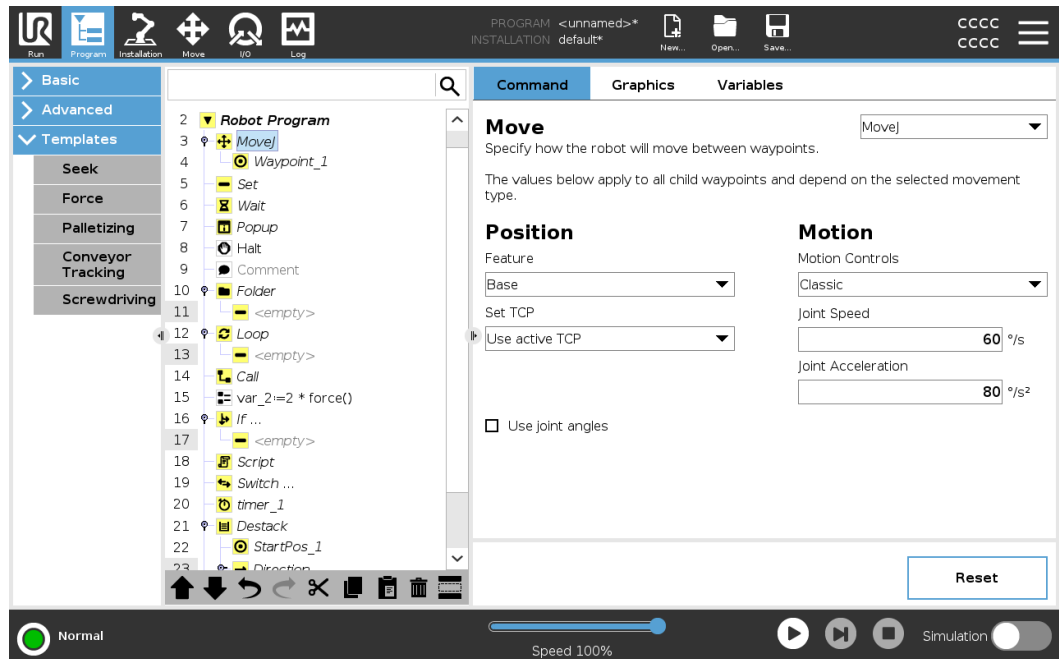 UR
PROGRAM <unnamed>*
INSTALLATION default*
CCCC
CCCC
Run Program Installation Move I/O Log New... Open... Save...
Basic
Advanced
Templates
Seek
Force
Palletizing
Conveyor
Tracking
Screwdriving
2 Robot Program
3 MoveJ
4 Waypoint_1
5 Set
6 Wait
7 Popup
8 Halt
9 Comment
10 Folder
11 <empty>
12 Loop
13 <empty>
14 Call
15 var_2:=2 * force()
16 If ...
17 <empty>
18 Script
19 Switch ...
20 timer_1
21 Destack
22 StartPos_1
23 Direction
Command Graphics Variables
Move
MoveJ
Specify how the robot will move between waypoints.
The values below apply to all child waypoints and depend on the selected movement
type.
Position
Feature
Base
Set TCP
Use active TCP
Use joint angles
Motion
Motion Controls
Classic
Joint Speed
60 °/s
Joint Acceleration
80 °/s²
Reset
Normal
Speed 100%
Simulation